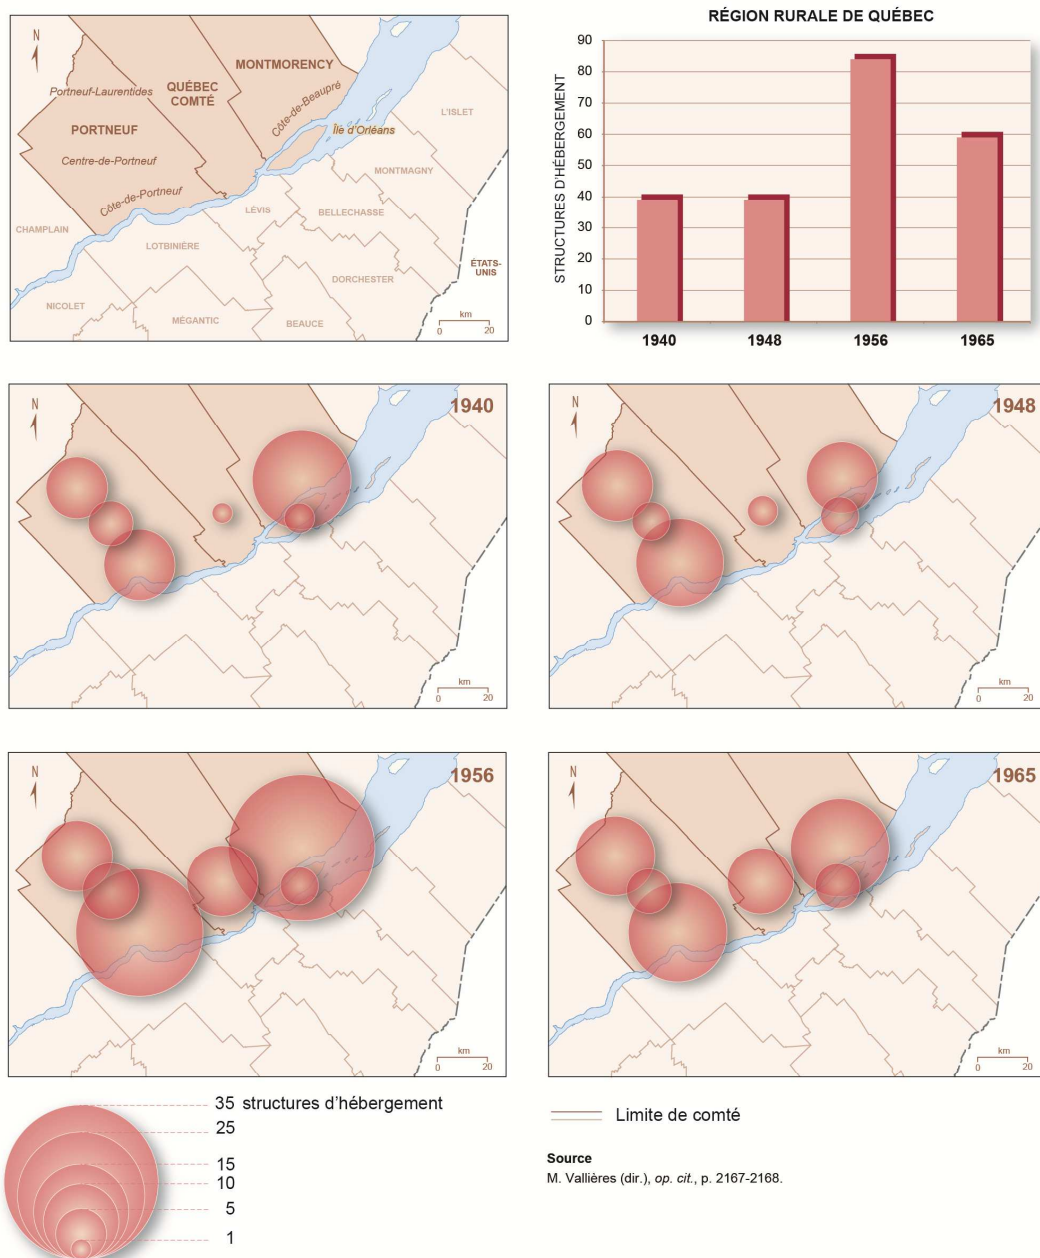 N
MONTMORENCY
Portneuf-Laurentides
QUÉBEC
COMTÉ
Côte-de-Beaupré
L'ISLET
PORTNEUF
Île d'Orléans
Centre-de-Portneuf
MONTMAGNY
Côte-de-Portneuf
LÉVIS
BELLECHASSE
CHAMPLAIN
LOTBINIÈRE
ÉTATS-
UNIS
DORCHESTER
NICOLET
MÉGANTIC
BEAUCE
km
0 20
RÉGION RURALE DE QUÉBEC
STRUCTURES D'HÉBERGEMENT
90
80
70
60
50
40
30
20
10
0
1940 1948 1956 1965
N
1940
km
0 20
N
1948
km
0 20
N
1956
km
0 20
N
1965
km
0 20
35 structures d'hébergement
25
15
10
5
1
Limite de comté
Source
M. Vallières (dir.), op. cit., p. 2167-2168.